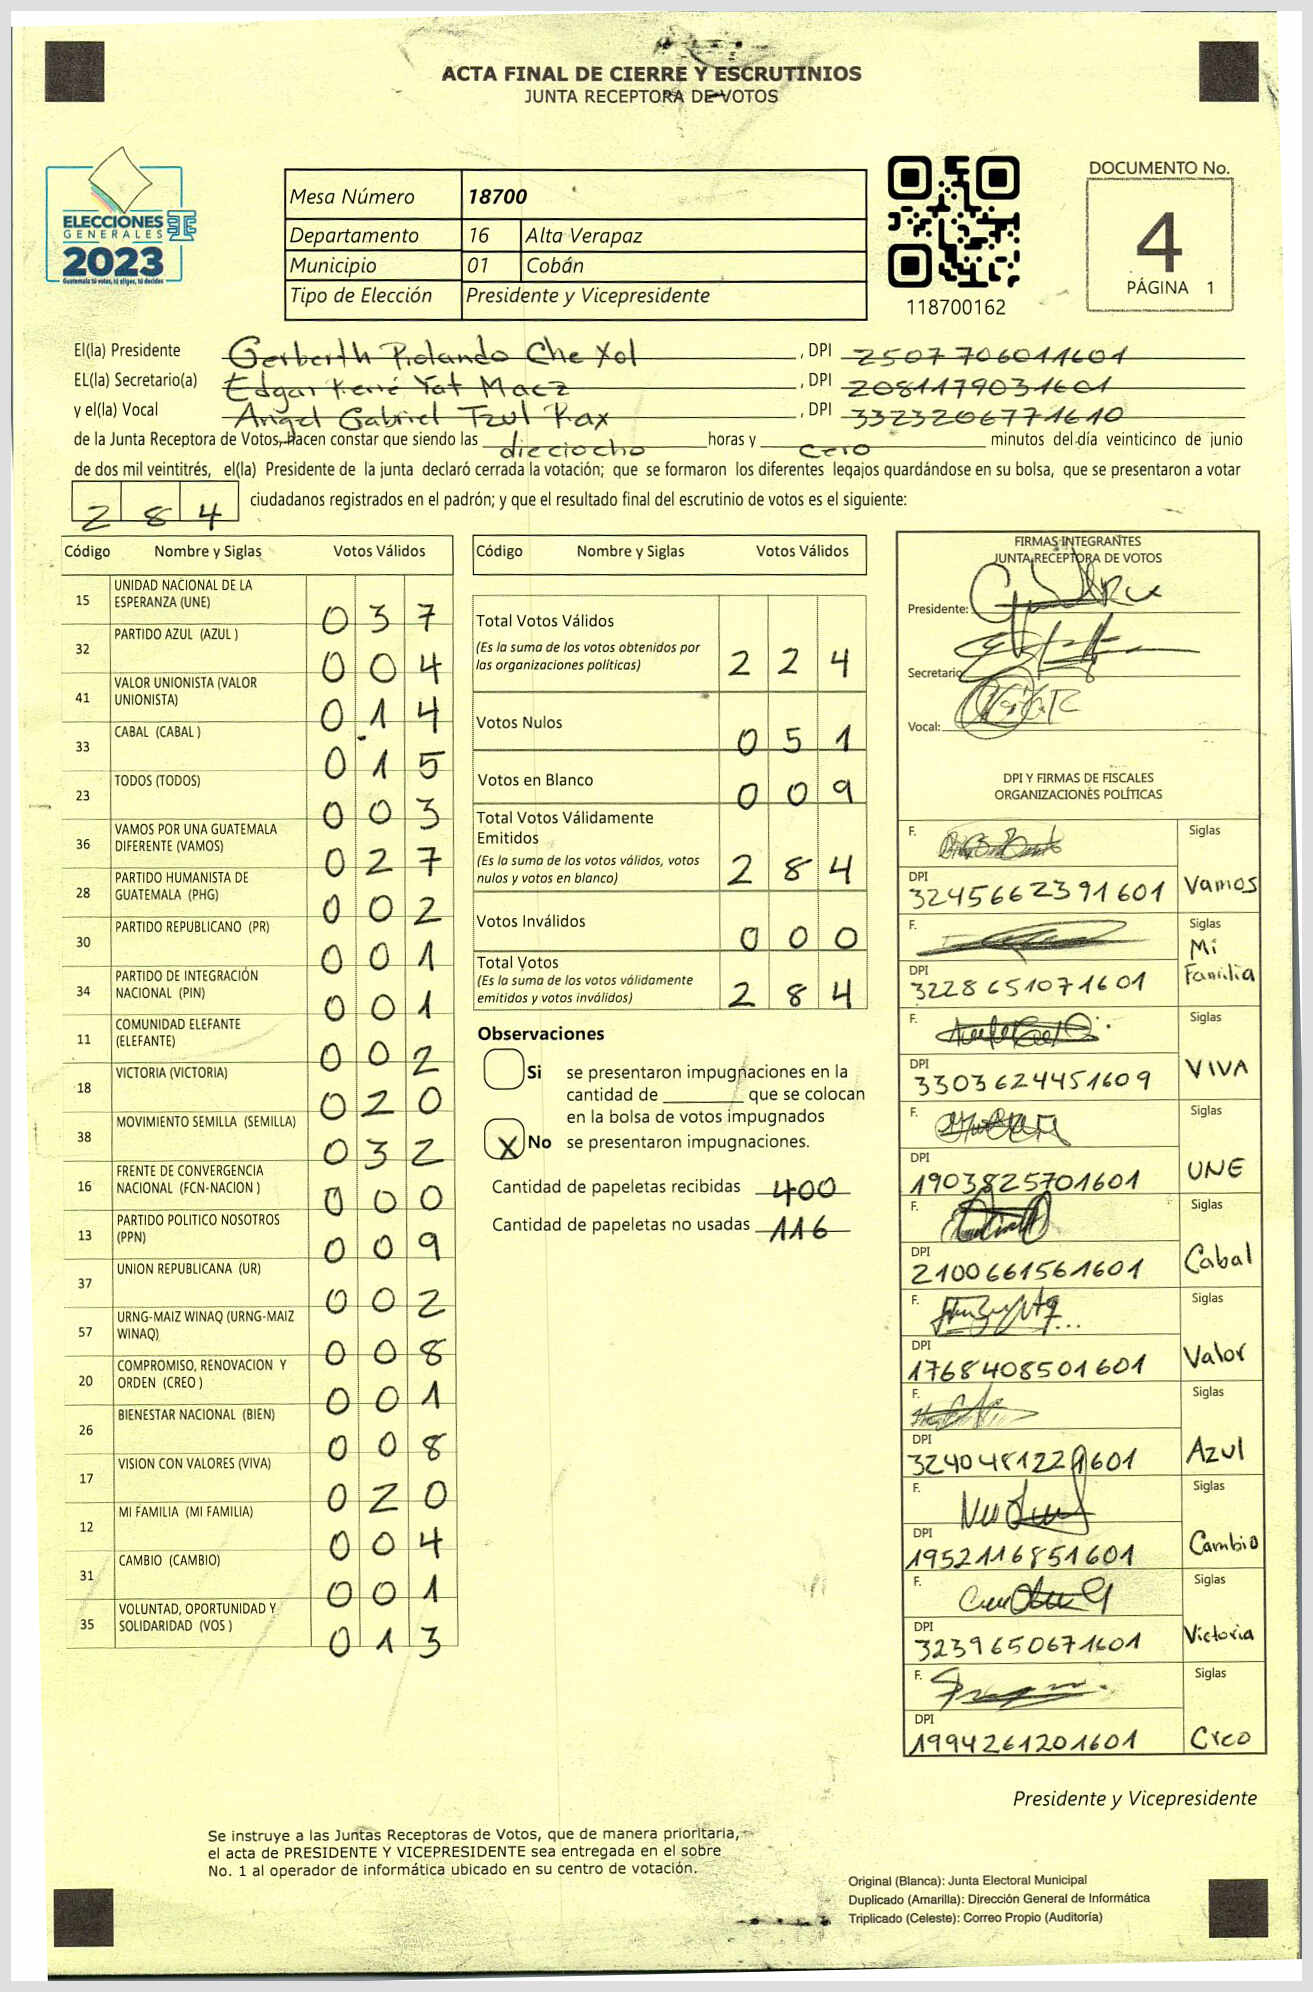 ACTA FINAL DE CIERRE Y ESCRUTINIOS
JUNTA RECEPTORA DE VOTOS
ELECCIONES
GENERALES
2023
Guatemala tú votas, tú eliges, tú decides
Mesa Número 18700
Departamento 16 Alta Verapaz
Municipio 01 Cobán
Tipo de Elección Presidente y Vicepresidente
118700162
DOCUMENTO No.
4
PÁGINA 1
El(la) Presidente Gerberth Rolando Che Xol, DPI 2507706011601
EL(la) Secretario(a) Edgar René Yat Maez, DPI 2081179031601
y el(la) Vocal Angel Gabriel Tzul Rax, DPI 3323206771610
de la Junta Receptora de Votos, hacen constar que siendo las dieciocho horas y cero minutos del día veinticinco de junio
de dos mil veintitrés, el(la) Presidente de la junta declaró cerrada la votación; que se formaron los diferentes legajos guardándose en su bolsa, que se presentaron a votar
284 ciudadanos registrados en el padrón; y que el resultado final del escrutinio de votos es el siguiente:
Código Nombre y Siglas Votos Válidos
15 UNIDAD NACIONAL DE LA
ESPERANZA (UNE) 037
32 PARTIDO AZUL (AZUL ) 004
41 VALOR UNIONISTA (VALOR
UNIONISTA) 014
33 CABAL (CABAL ) 015
23 TODOS (TODOS) 003
36 VAMOS POR UNA GUATEMALA
DIFERENTE (VAMOS) 027
28 PARTIDO HUMANISTA DE
GUATEMALA (PHG) 002
30 PARTIDO REPUBLICANO (PR) 001
34 PARTIDO DE INTEGRACIÓN
NACIONAL (PIN) 001
11 COMUNIDAD ELEFANTE
(ELEFANTE) 002
18 VICTORIA (VICTORIA) 020
38 MOVIMIENTO SEMILLA (SEMILLA) 032
16 FRENTE DE CONVERGENCIA
NACIONAL (FCN-NACION ) 000
13 PARTIDO POLITICO NOSOTROS
(PPN) 009
37 UNION REPUBLICANA (UR) 002
57 URNG-MAIZ WINAQ (URNG-MAIZ
WINAQ) 008
20 COMPROMISO, RENOVACION Y
ORDEN (CREO ) 001
26 BIENESTAR NACIONAL (BIEN) 008
17 VISION CON VALORES (VIVA) 020
12 MI FAMILIA (MI FAMILIA) 004
31 CAMBIO (CAMBIO) 001
35 VOLUNTAD, OPORTUNIDAD Y
SOLIDARIDAD (VOS ) 013
Código Nombre y Siglas Votos Válidos
Total Votos Válidos
(Es la suma de los votos obtenidos por
las organizaciones políticas) 224
Votos Nulos 051
Votos en Blanco 009
Total Votos Válidamente
Emitidos
(Es la suma de los votos válidos, votos
nulos y votos en blanco) 284
Votos Inválidos 000
Total Votos
(Es la suma de los votos válidamente
emitidos y votos inválidos) 284
Observaciones
Si se presentaron impugnaciones en la
cantidad de ________ que se colocan
en la bolsa de votos impugnados
X No se presentaron impugnaciones.
Cantidad de papeletas recibidas 400
Cantidad de papeletas no usadas 116
FIRMAS INTEGRANTES
JUNTA RECEPTORA DE VOTOS
Presidente:
Secretario
Vocal:
DPI Y FIRMAS DE FISCALES
ORGANIZACIONES POLÍTICAS
F. Siglas
DPI
3245662391601 Vamos
F. Siglas
DPI
3228651071601 Mi Familia
F. Siglas
DPI
3303624451609 VIVA
F. Siglas
DPI
1903825701601 UNE
F. Siglas
DPI
2100661561601 Cabal
F. Siglas
DPI
1768408501601 Valor
F. Siglas
DPI
3240481229601 Azul
F. Siglas
DPI
1952116851601 Cambio
F. Siglas
DPI
3239650671601 Victoria
F. Siglas
DPI
1994261201601 Creo
Presidente y Vicepresidente
Se instruye a las Juntas Receptoras de Votos, que de manera prioritaria,
el acta de PRESIDENTE Y VICEPRESIDENTE sea entregada en el sobre
No. 1 al operador de informática ubicado en su centro de votación.
Original (Blanca): Junta Electoral Municipal
Duplicado (Amarilla): Dirección General de Informática
Triplicado (Celeste): Correo Propio (Auditoría)